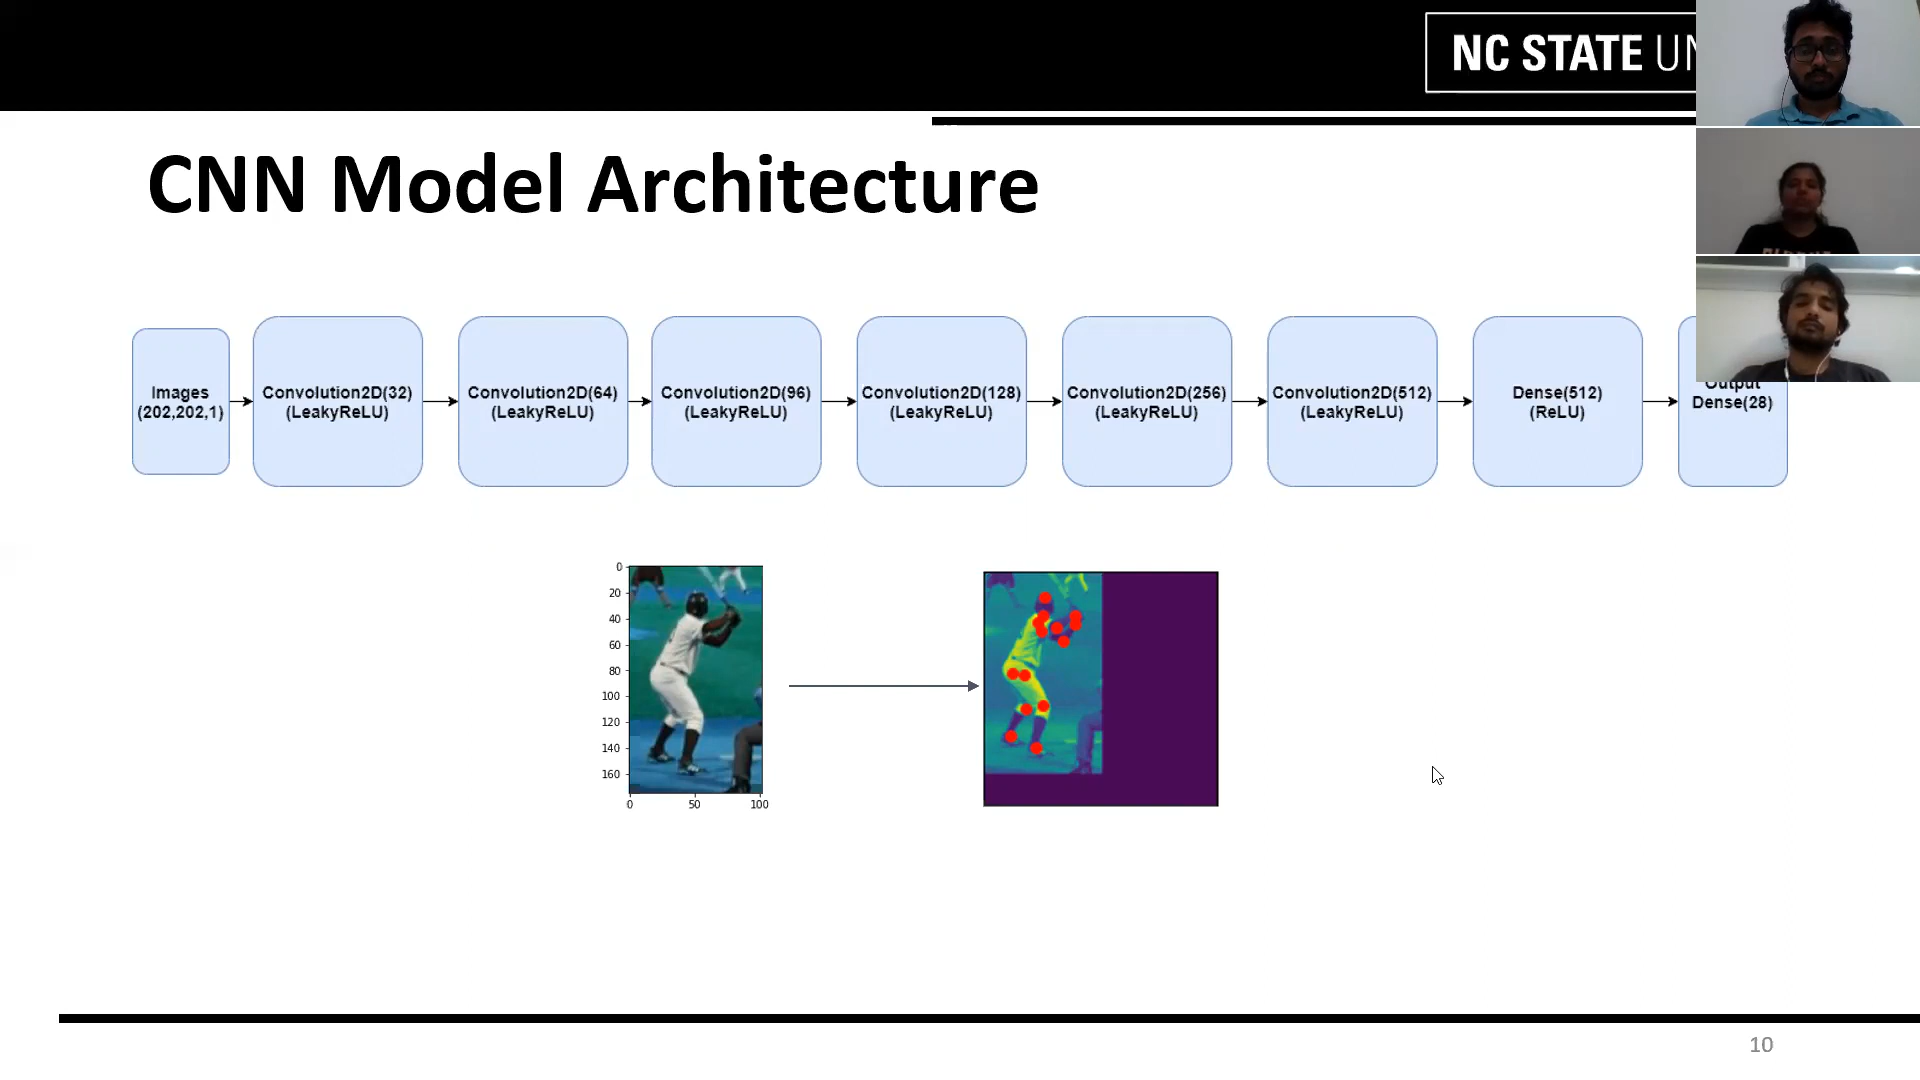 NC STATE UN
CNN Model Architecture
Images
(202,202,1)
Convolution2D(32)
(LeakyReLU)
Convolution2D(64)
(LeakyReLU)
Convolution2D(96)
(LeakyReLU)
Convolution2D(128)
(LeakyReLU)
Convolution2D(256)
(LeakyReLU)
Convolution2D(512)
(LeakyReLU)
Dense(512)
(ReLU)
Output
Dense(28)
0
20
40
60
80
100
120
140
160
0 50 100
10